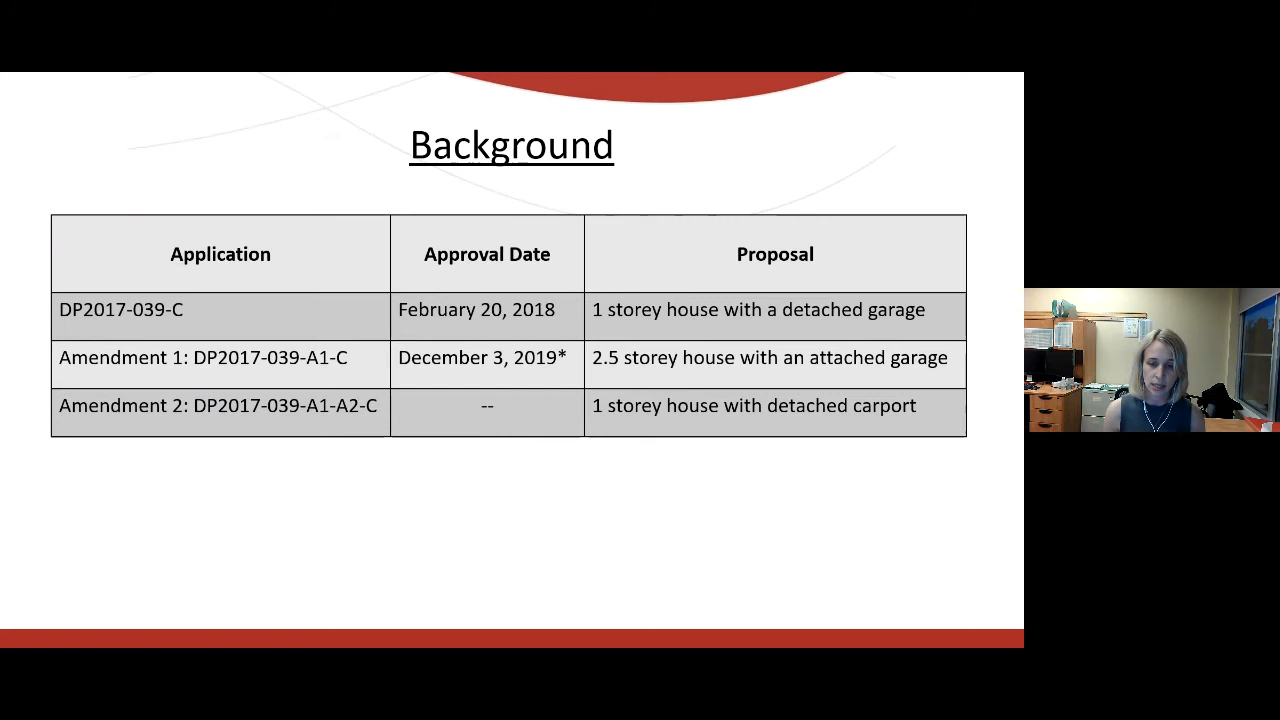 Background
Application Approval Date Proposal
DP2017-039-C February 20, 2018 1 storey house with a detached garage
Amendment 1: DP2017-039-A1-C December 3, 2019* 2.5 storey house with an attached garage
Amendment 2: DP2017-039-A1-A2-C -- 1 storey house with detached carport